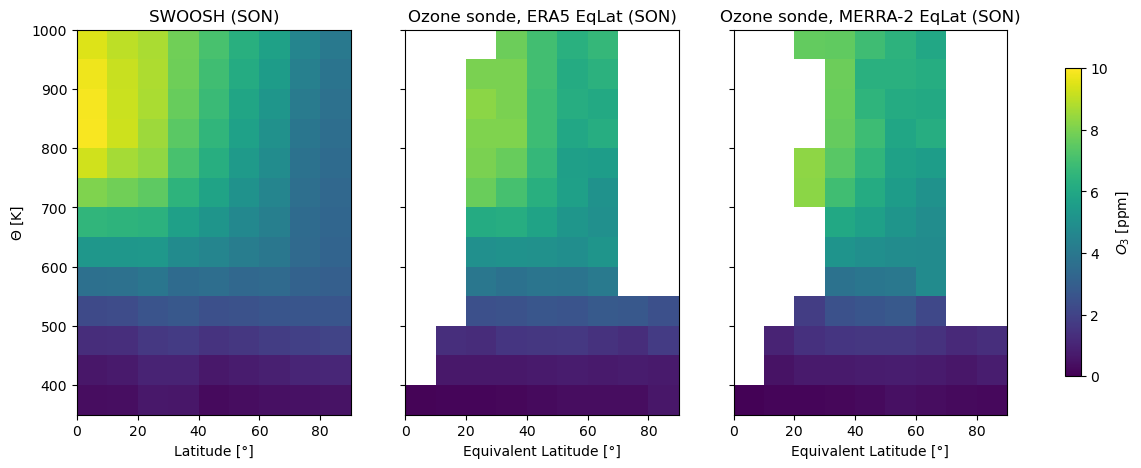 SWOOSH (SON)
Ozone sonde, ERA5 EqLat (SON)
Ozone sonde, MERRA-2 EqLat (SON)
1000
900
800
700
600
500
400
Θ [K]
0 20 40 60 80
Latitude [°]
0 20 40 60 80
Equivalent Latitude [°]
0 20 40 60 80
Equivalent Latitude [°]
10
8
6
4
2
0
O₃ [ppm]